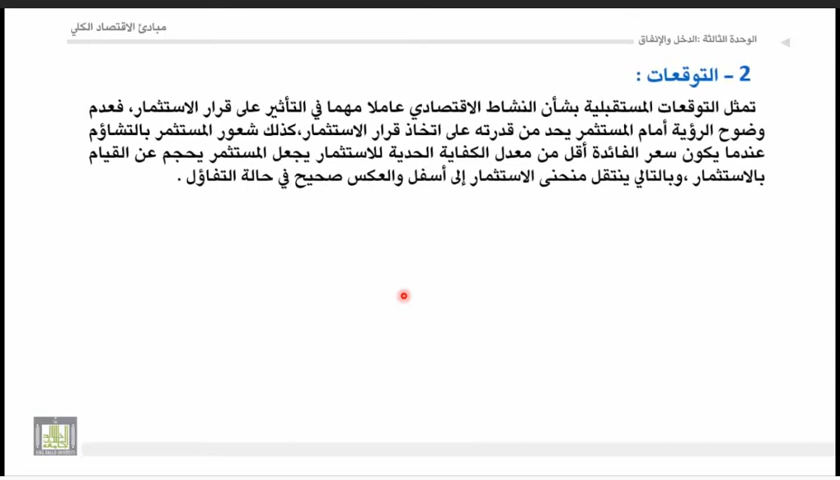 مبادئ الاقتصاد الكلي
الوحدة الثالثة :الدخل والإنفاق
2 - التوقعات :
تمثل التوقعات المستقبلية بشأن النشاط الاقتصادي عاملا مهما في التأثير على قرار الاستثمار، فعدم
وضوح الرؤية أمام المستثمر يحد من قدرته على اتخاذ قرار الاستثمار،كذلك شعور المستثمر بالتشاؤم
عندما يكون سعر الفائدة أقل من معدل الكفاية الحدية للاستثمار يجعل المستثمر يحجم عن القيام
بالاستثمار ،وبالتالي ينتقل منحنى الاستثمار إلى أسفل والعكس صحيح في حالة التفاؤل .